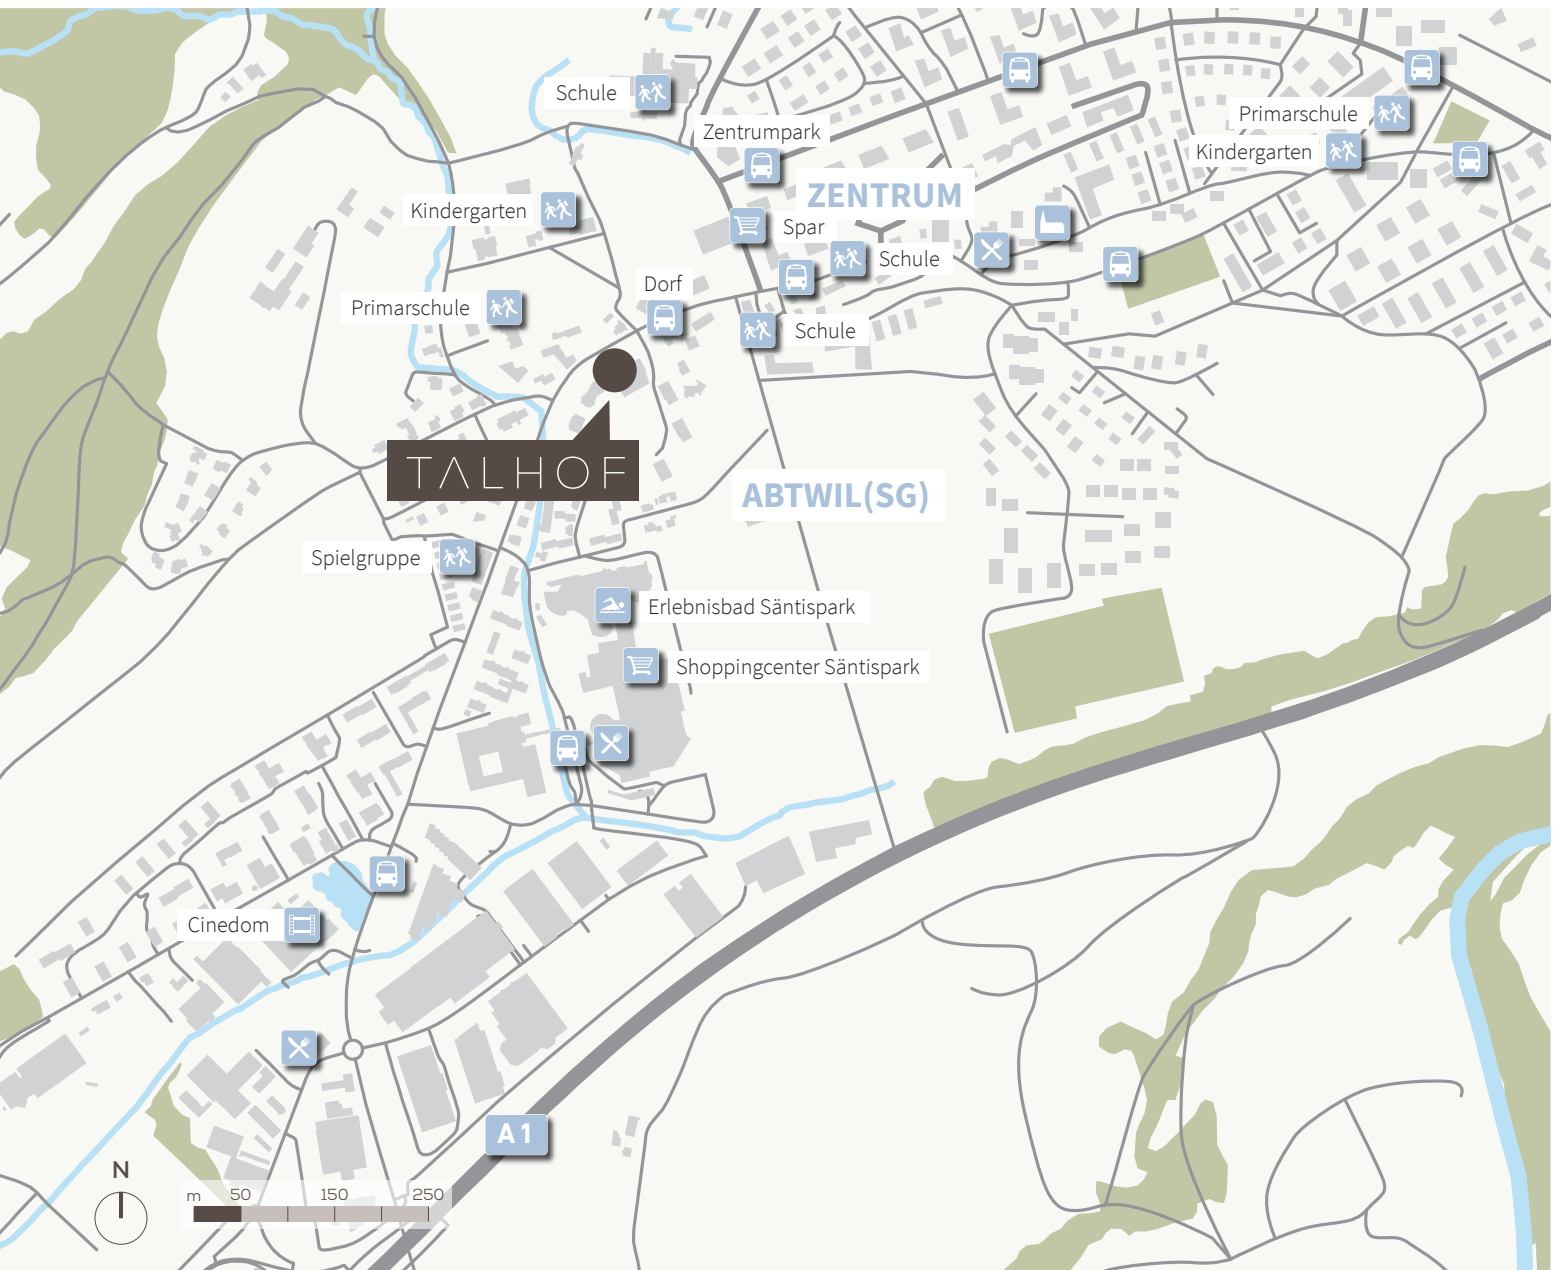 Schule
Primarschule
Zentrumpark
Kindergarten
ZENTRUM
Kindergarten
Spar
Schule
Dorf
Primarschule
Schule
TALHOF
ABTWIL(SG)
Spielgruppe
Erlebnisbad Säntispark
Shoppingcenter Säntispark
Cinedom
A1
N
m 50 150 250